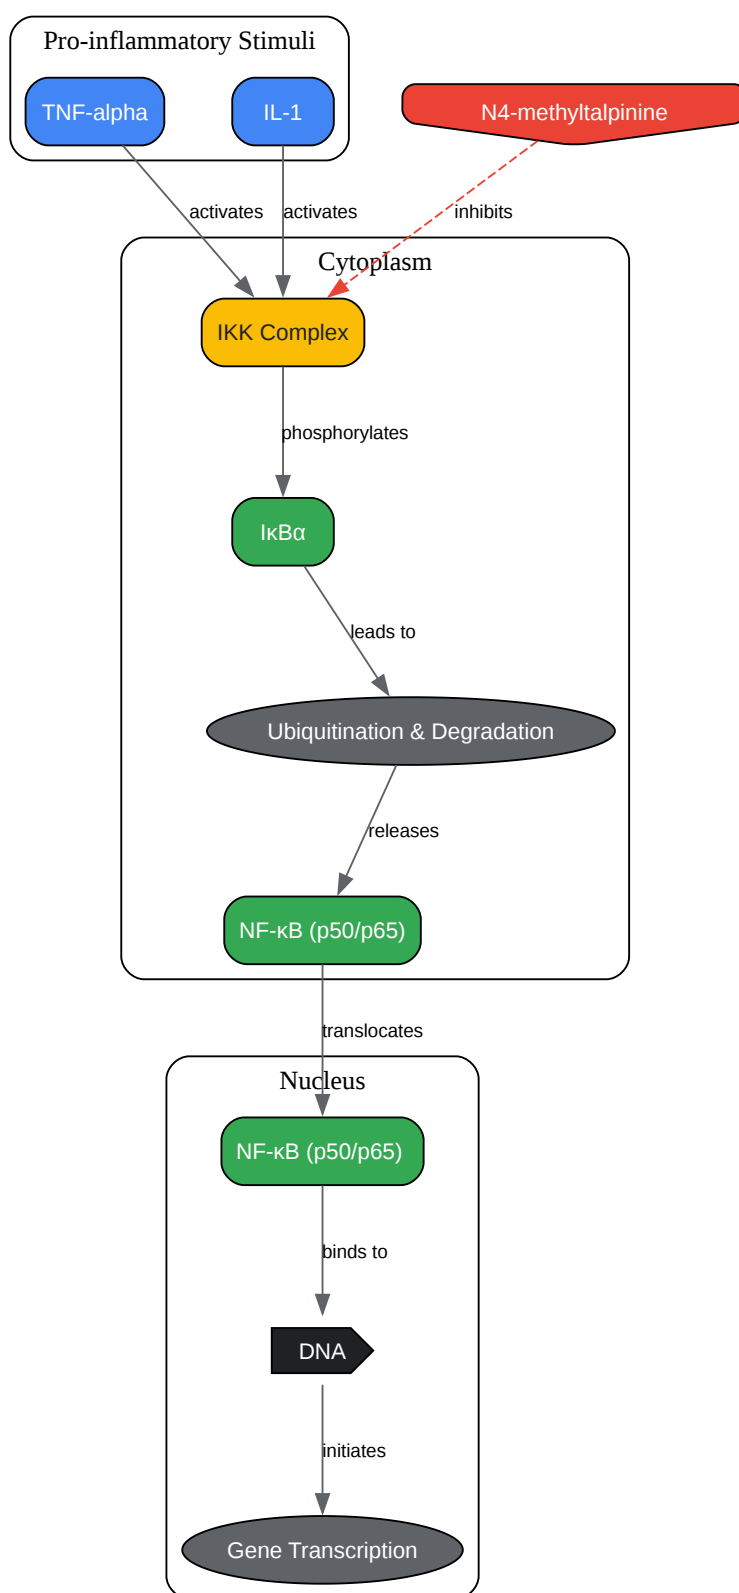 Pro-inflammatory Stimuli
TNF-alpha
IL-1
N4-methyltalpinine
activates
activates
inhibits
Cytoplasm
IKK Complex
phosphorylates
IκBα
leads to
Ubiquitination & Degradation
releases
NF-κB (p50/p65)
translocates
Nucleus
NF-κB (p50/p65)
binds to
DNA
initiates
Gene Transcription